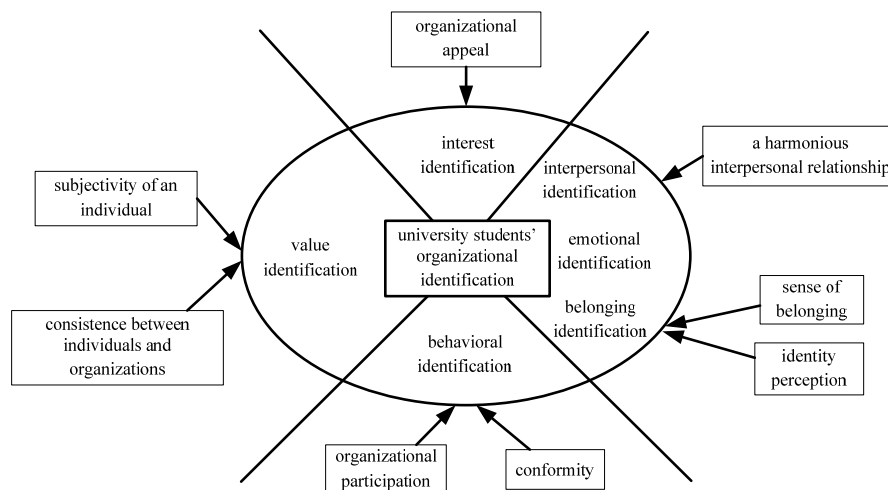 organizational
appeal
interest
identification
interpersonal
identification
a harmonious
interpersonal relationship
subjectivity of an
individual
value
identification
university students’
organizational
identification
emotional
identification
belonging
identification
sense of
belonging
consistence between
individuals and
organizations
behavioral
identification
identity
perception
organizational
participation
conformity